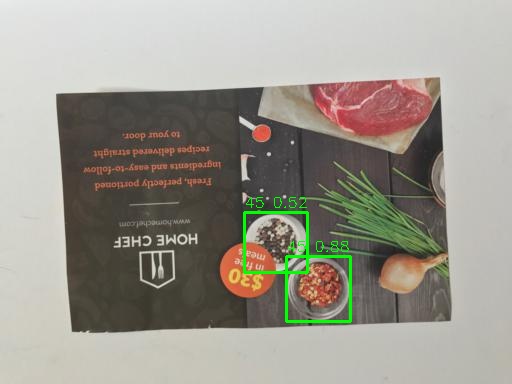 45 0.52
45 0.88
$30
in free
meals
HOME CHEF
www.homechef.com
Fresh, perfectly portioned
ingredients and easy-to-follow
recipes delivered straight
to your door.